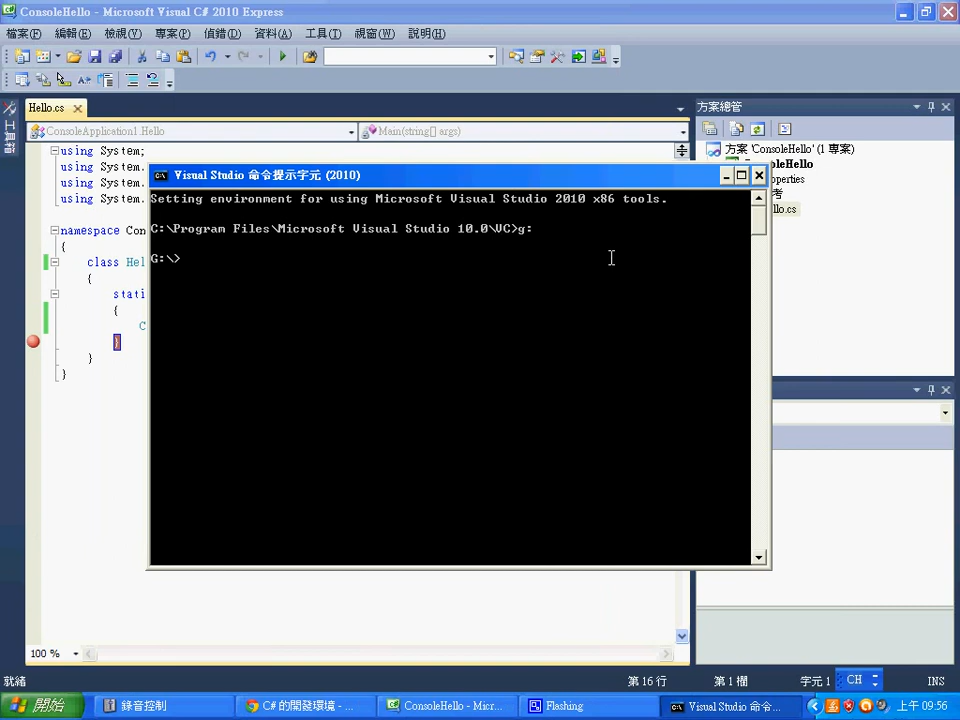 ConsoleHello - Microsoft Visual C# 2010 Express
檔案(F) 編輯(E) 檢視(V) 專案(P) 偵錯(D) 資料(A) 工具(T) 視窗(W) 說明(H)
Hello.cs
方案總管
工具箱
ConsoleApplication1.Hello
Main(string[] args)
方案 'ConsoleHello' (1 專案)
using System;
using System.
using System.
using System.
namespace Con
{
class Hel
{
stati
{
C
}
}
}
leHello
operties
考
llo.cs
Visual Studio 命令提示字元 (2010)
Setting environment for using Microsoft Visual Studio 2010 x86 tools.
C:\Program Files\Microsoft Visual Studio 10.0\VC>g:
G:\>
100 %
就緒
第 16 行
第 1 欄
字元 1
CH
INS
開始
錄音控制
C# 的開發環境 - ...
ConsoleHello - Micr...
Flashing
Visual Studio 命令...
上午 09:56